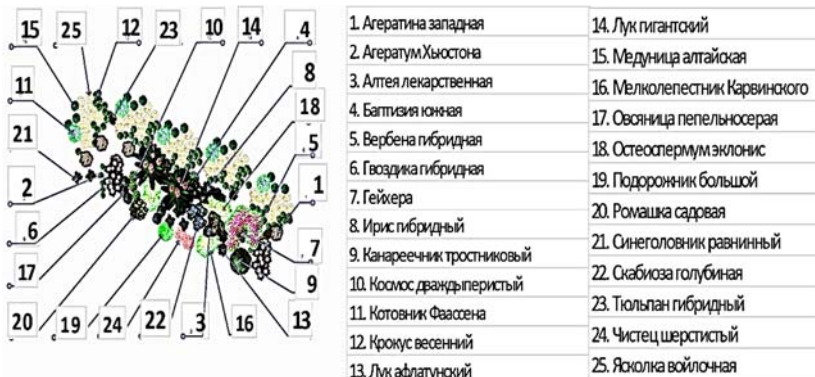 15 25 12 23 10 14 4
11
8
21
18
2
5
6
1
17
7
9
20 19 24 22 3 16 13
1. Агератина западная
2. Агератум Хьюстона
3. Алтея лекарственная
4. Баптизия южная
5. Вербена гибридная
6. Гвоздика гибридная
7. Гейхера
8. Ирис гибридный
9. Канареечник тростниковый
10. Космос дваждыперистый
11. Котовник Фаассена
12. Крокус весенний
13. Лук афлатунский
14. Лук гигантский
15. Медуница алтайская
16. Мелколепестник Карвинского
17. Овсяница пепельносерая
18. Остеоспермум эклонис
19. Подорожник большой
20. Ромашка садовая
21. Синеголовник равнинный
22. Скабиоза голубиная
23. Тюльпан гибридный
24. Чистец шерстистый
25. Ясколка войлочная